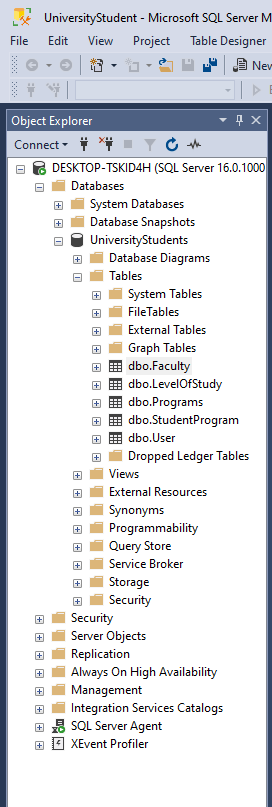 UniversityStudent - Microsoft SQL Server M
File Edit View Project Table Designer
New
Object Explorer
Connect
DESKTOP-TSKID4H (SQL Server 16.0.1000
Databases
System Databases
Database Snapshots
UniversityStudents
Database Diagrams
Tables
System Tables
FileTables
External Tables
Graph Tables
dbo.Faculty
dbo.LevelOfStudy
dbo.Programs
dbo.StudentProgram
dbo.User
Dropped Ledger Tables
Views
External Resources
Synonyms
Programmability
Query Store
Service Broker
Storage
Security
Security
Server Objects
Replication
Always On High Availability
Management
Integration Services Catalogs
SQL Server Agent
XEvent Profiler